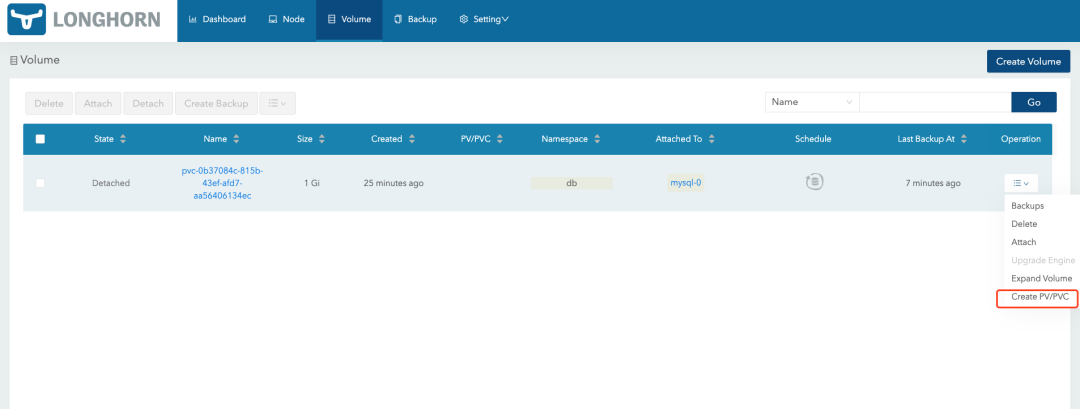 LONGHORN Dashboard Node Volume Backup Setting
Volume Create Volume
Delete Attach Detach Create Backup Name Go
State Name Size Created PV/PVC Namespace Attached To Schedule Last Backup At Operation
pvc-0b37084c-815b-
Detached 43ef-afd7- 1 Gi 25 minutes ago db mysql-0 7 minutes ago
aa56406134ec
Backups
Delete
Attach
Upgrade Engine
Expand Volume
Create PV/PVC